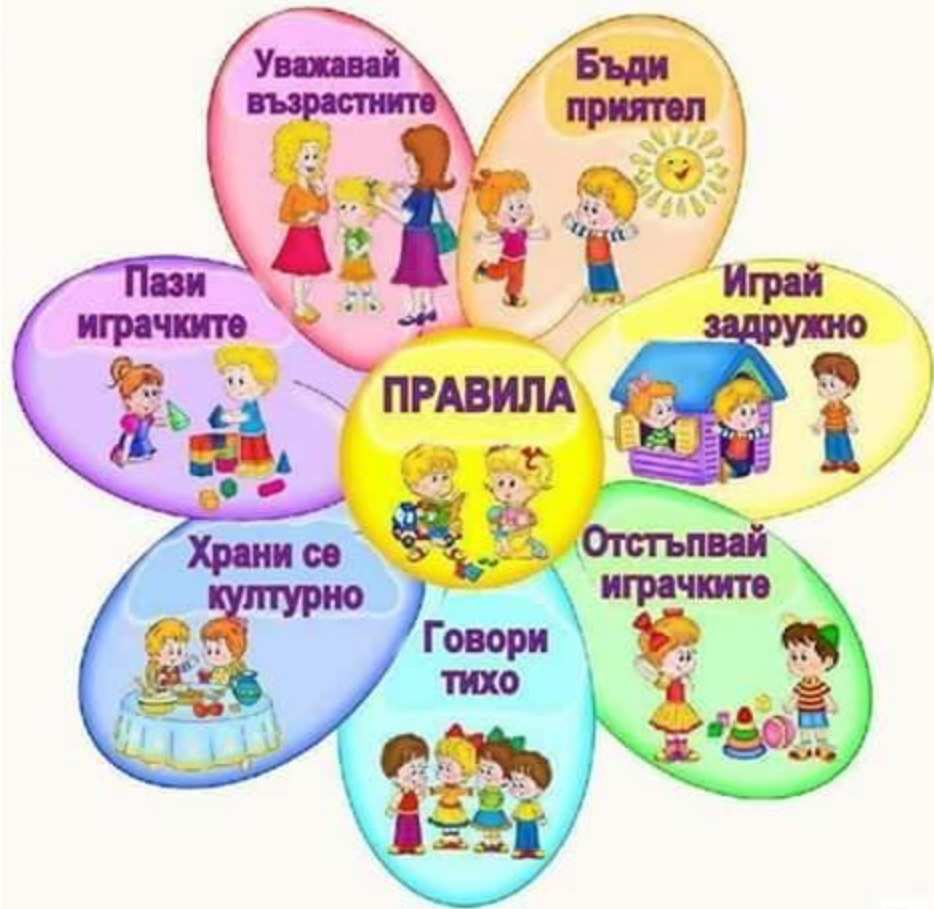 Уважавай
възрастните
Бъди
приятел
Пази
играчките
Играй
задружно
ПРАВИЛА
Храни се
културно
Отстъпвай
играчките
Говори
тихо